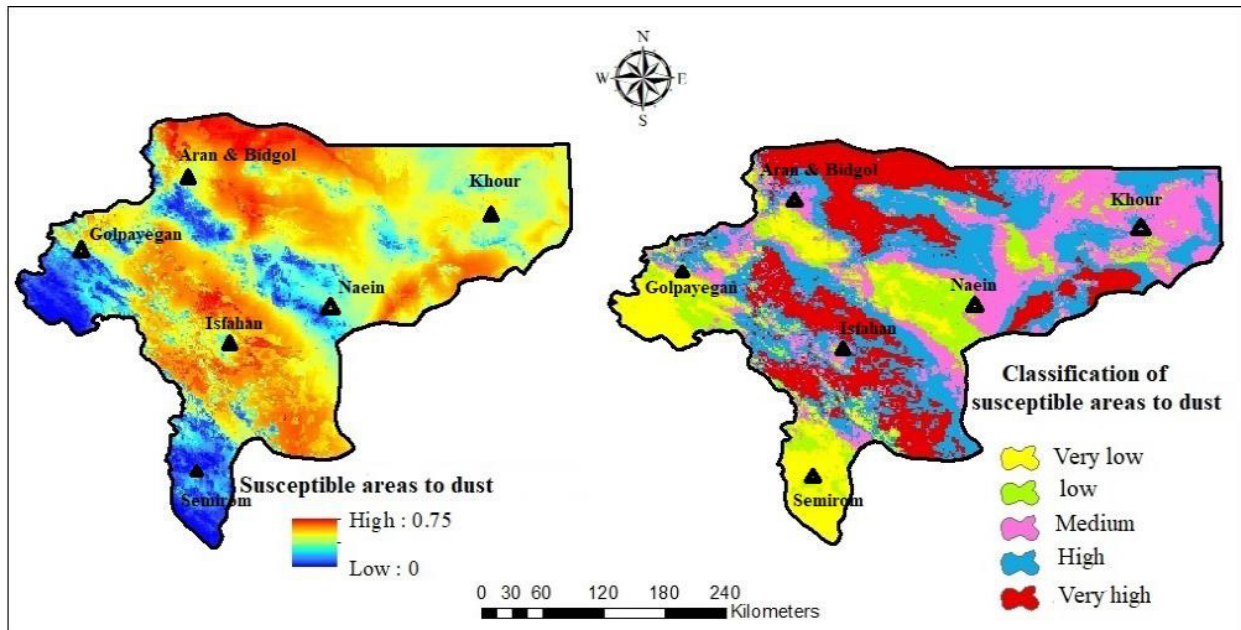 N
W E
S
Aran & Bidgol
Khour
Golpayegan
Naein
Isfahan
Semirom
Susceptible areas to dust
High : 0.75
Low : 0
Aran & Bidgol
Khour
Golpayegan
Naein
Isfahan
Semirom
Classification of
susceptible areas to dust
Very low
low
Medium
High
Very high
0 30 60 120 180 240
Kilometers